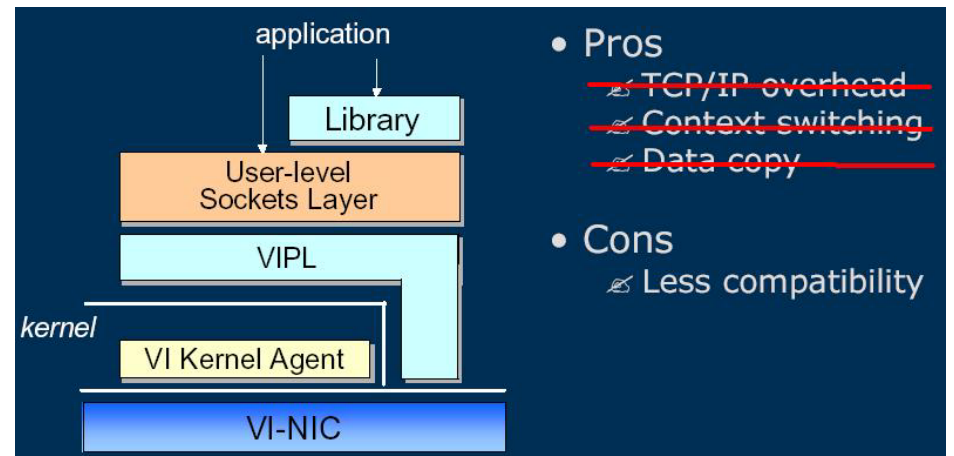 application
Library
User-level
Sockets Layer
VIPL
kernel
VI Kernel Agent
VI-NIC
• Pros
TCP/IP overhead
Context switching
Data copy
• Cons
Less compatibility